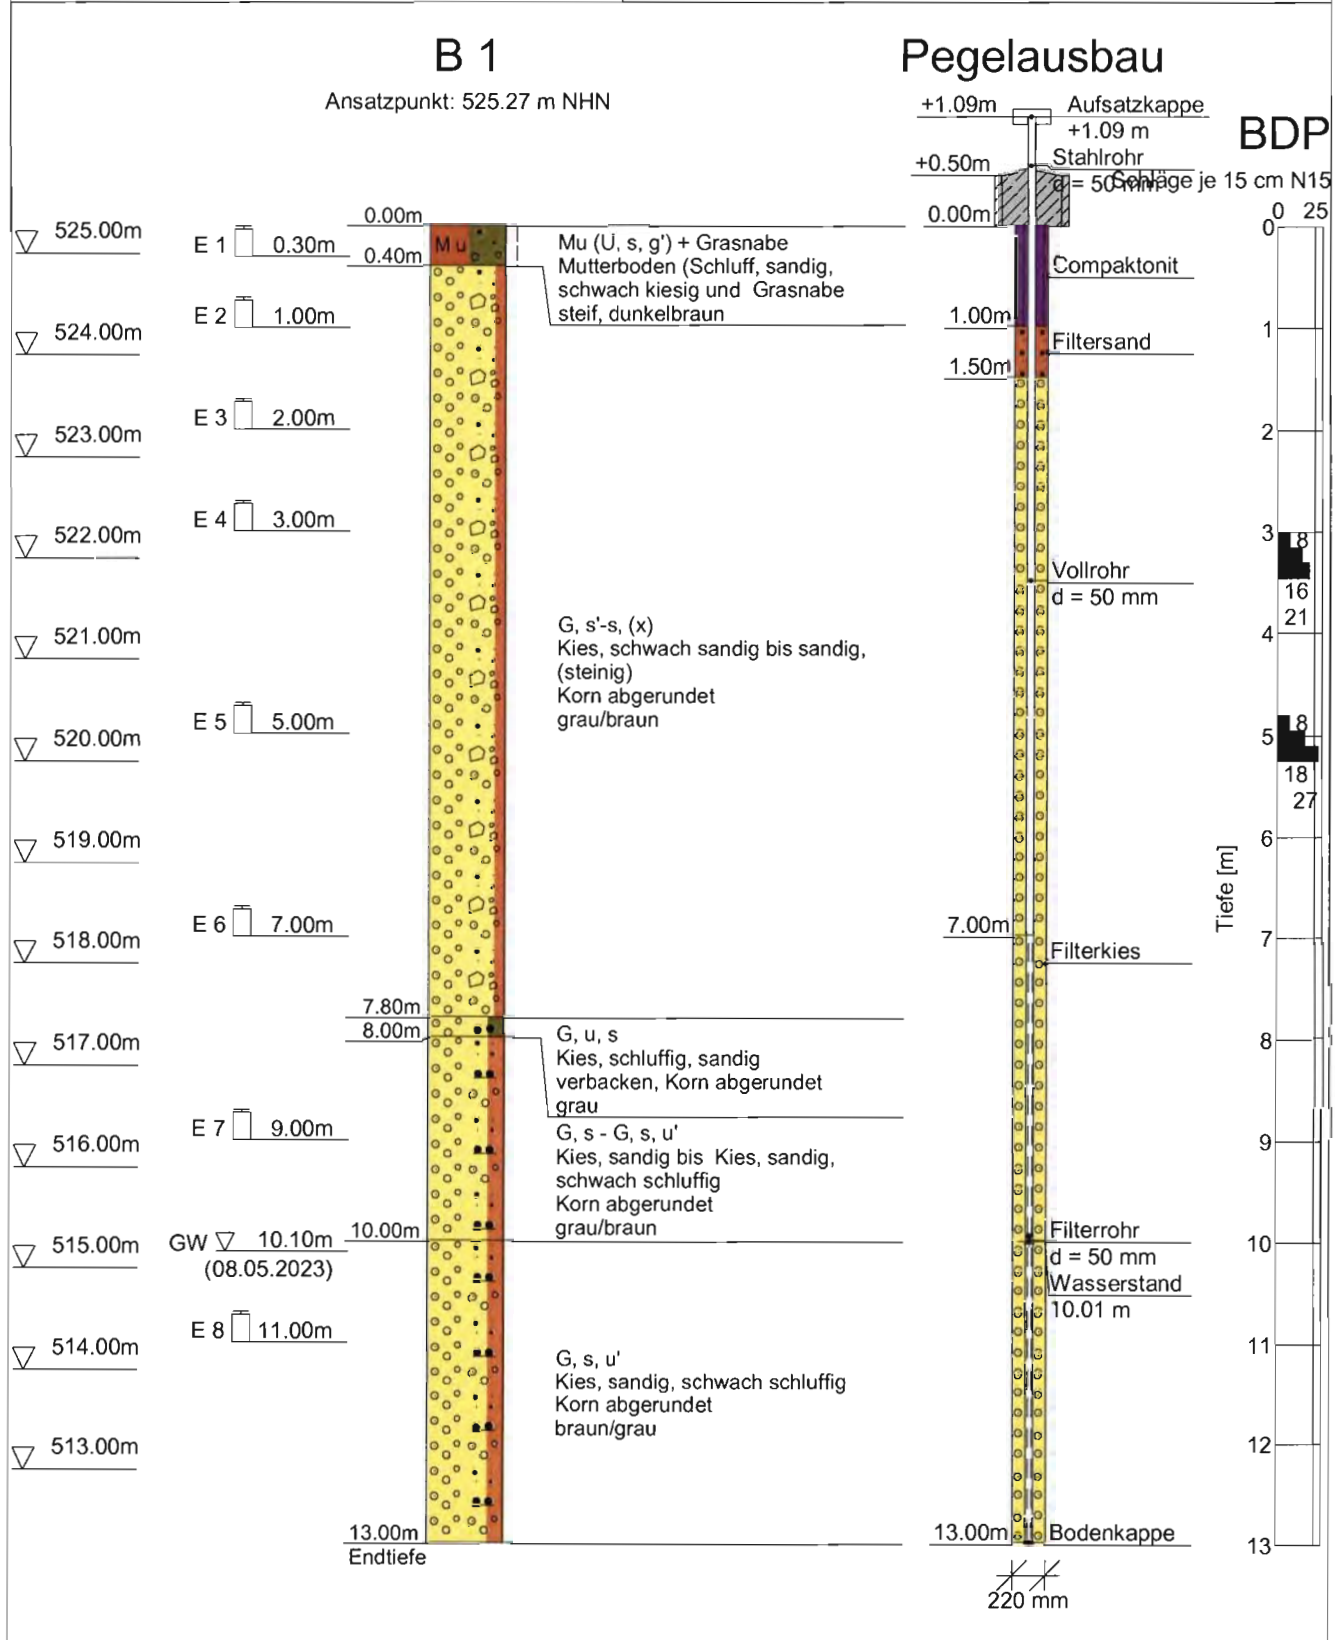 B 1
Ansatzpunkt: 525.27 m NHN
Pegelausbau
BDP
Schläge je 15 cm N15
0 25
525.00m
524.00m
523.00m
522.00m
521.00m
520.00m
519.00m
518.00m
517.00m
516.00m
515.00m
514.00m
513.00m
E 1 0.30m
E 2 1.00m
E 3 2.00m
E 4 3.00m
E 5 5.00m
E 6 7.00m
E 7 9.00m
GW 10.10m
(08.05.2023)
E 8 11.00m
0.00m
0.40m
7.80m
8.00m
10.00m
13.00m
Endtiefe
Mu
Mu (U, s, g') + Grasnabe
Mutterboden (Schluff, sandig,
schwach kiesig und Grasnabe
steif, dunkelbraun
G, s'-s, (x)
Kies, schwach sandig bis sandig,
(steinig)
Korn abgerundet
grau/braun
G, u, s
Kies, schluffig, sandig
verbacken, Korn abgerundet
grau
G, s - G, s, u'
Kies, sandig bis Kies, sandig,
schwach schluffig
Korn abgerundet
grau/braun
G, s, u'
Kies, sandig, schwach schluffig
Korn abgerundet
braun/grau
+1.09m
+0.50m
0.00m
1.00m
1.50m
7.00m
13.00m
Aufsatzkappe
+1.09 m
Stahlrohr
d = 50 mm
Compaktonit
Filtersand
Vollrohr
d = 50 mm
Filterkies
Filterrohr
d = 50 mm
Wasserstand
10.01 m
Bodenkappe
220 mm
Tiefe [m]
0
1
2
3
4
5
6
7
8
9
10
11
12
13
8
16
21
8
18
27